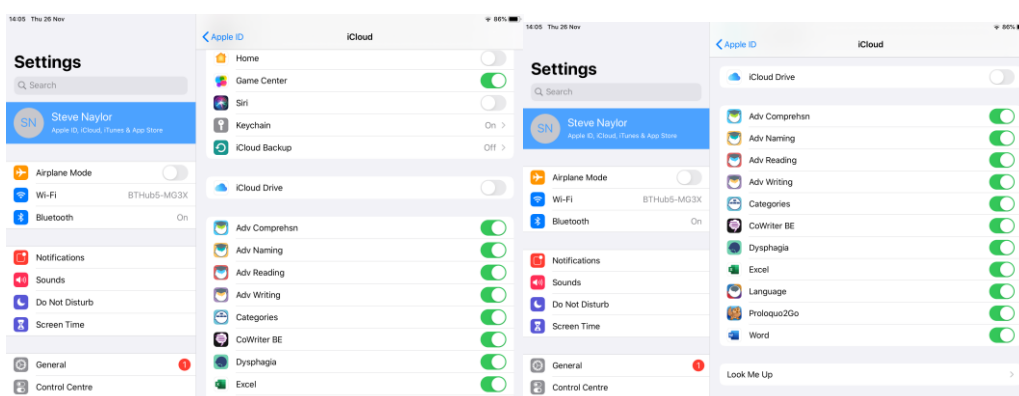 14:05 Thu 26 Nov
86%
Settings
Search
SN
Steve Naylor
Apple ID, iCloud, iTunes & App Store
Airplane Mode
Wi-Fi BTHub5-MG3X
Bluetooth On
Notifications
Sounds
Do Not Disturb
Screen Time
General 1
Control Centre
Apple ID iCloud
Home
Game Center
Siri
Keychain On
iCloud Backup Off
iCloud Drive
Adv Comprehsn
Adv Naming
Adv Reading
Adv Writing
Categories
CoWriter BE
Dysphagia
Excel
14:05 Thu 26 Nov
86%
Settings
Search
SN
Steve Naylor
Apple ID, iCloud, iTunes & App Store
Airplane Mode
Wi-Fi BTHub5-MG3X
Bluetooth On
Notifications
Sounds
Do Not Disturb
Screen Time
General 1
Control Centre
Apple ID iCloud
iCloud Drive
Adv Comprehsn
Adv Naming
Adv Reading
Adv Writing
Categories
CoWriter BE
Dysphagia
Excel
Language
Proloquo2Go
Word
Look Me Up